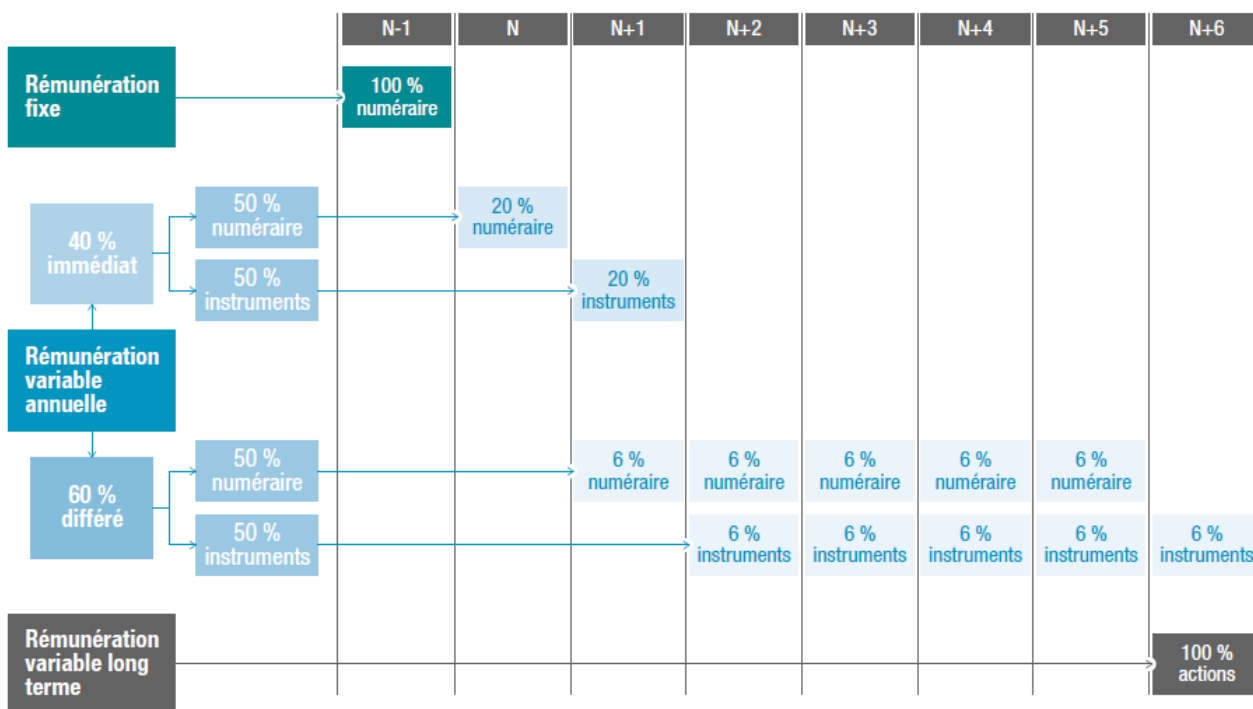 N-1 N N+1 N+2 N+3 N+4 N+5 N+6
Rémunération
fixe
100 %
numéraire
40 %
immédiat
50 %
numéraire
20 %
numéraire
50 %
instruments
20 %
instruments
Rémunération
variable
annuelle
60 %
différé
50 %
numéraire
6 %
numéraire
6 %
numéraire
6 %
numéraire
6 %
numéraire
6 %
numéraire
50 %
instruments
6 %
instruments
6 %
instruments
6 %
instruments
6 %
instruments
6 %
instruments
Rémunération
variable long
terme
100 %
actions